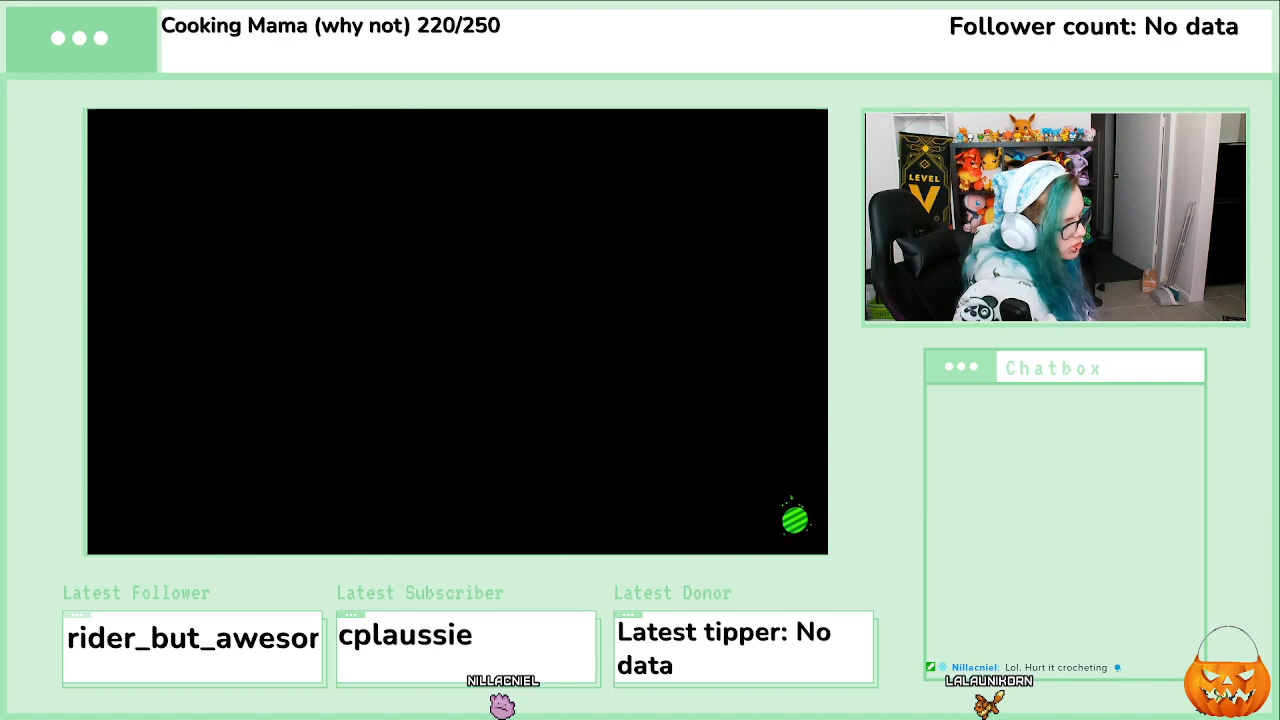 Cooking Mama (why not) 220/250
Follower count: No data
LEVEL
V
Chatbox
Nillacniel: Lol. Hurt it crocheting
Latest Follower
rider_but_awesor
Latest Subscriber
cplaussie
Latest Donor
Latest tipper: No
data
NILLACNIEL
LALAUNIKORN